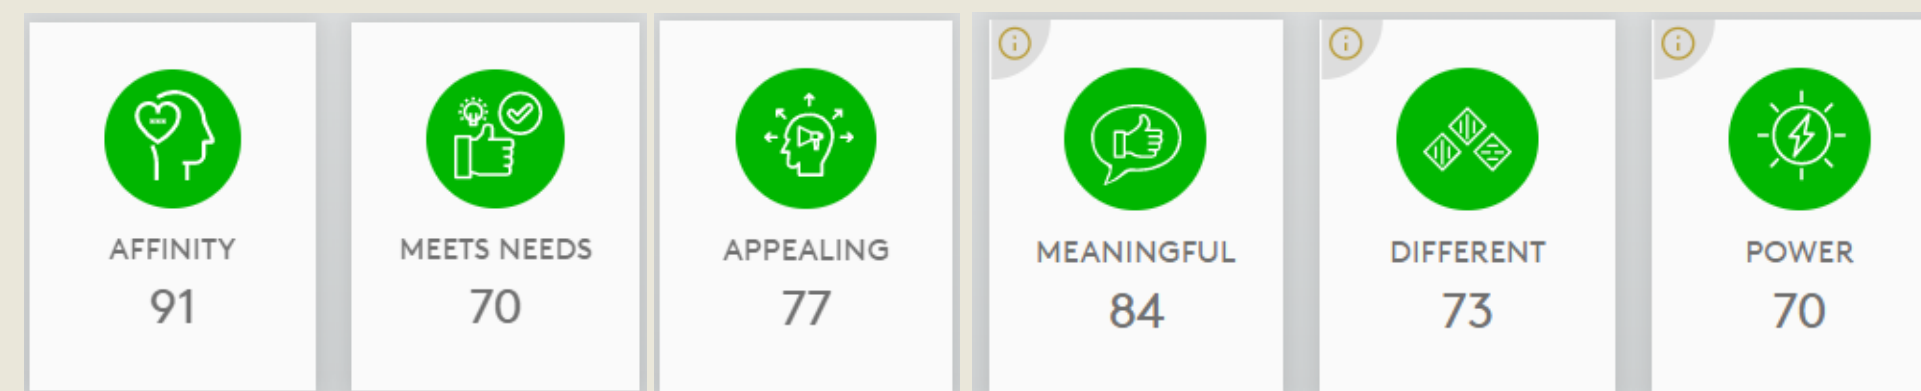 AFFINITY
91
MEETS NEEDS
70
APPEALING
77
MEANINGFUL
84
DIFFERENT
73
POWER
70